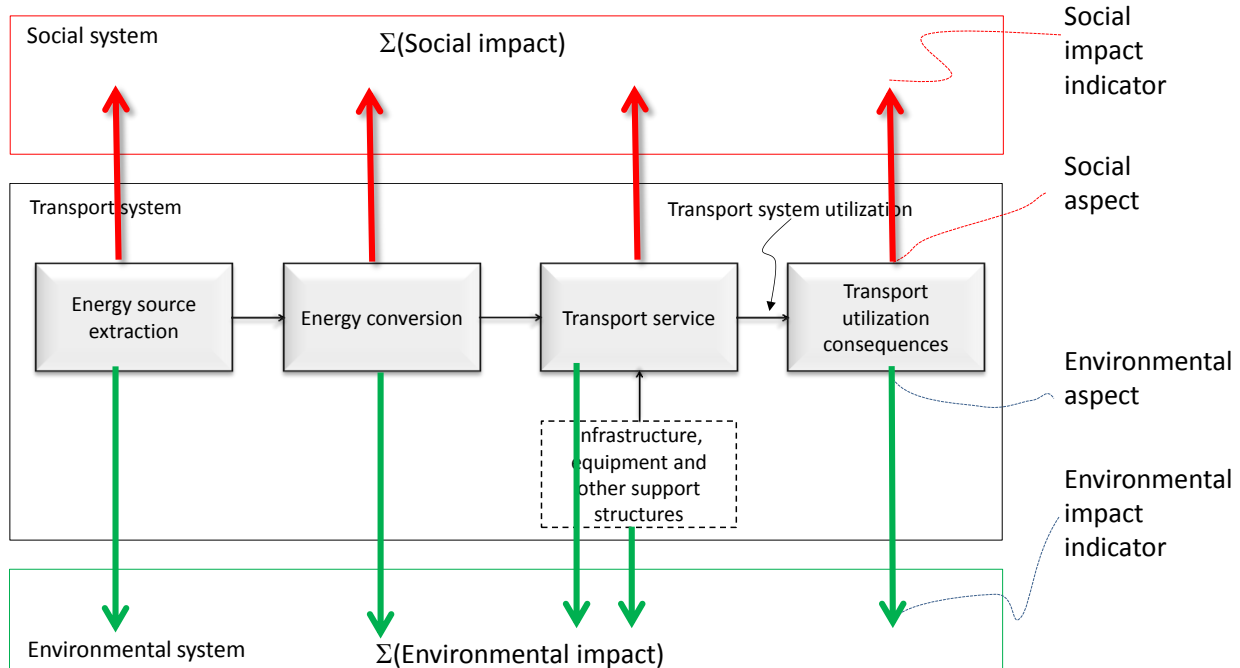 Social system
Σ(Social impact)
Social
impact
indicator
Social
aspect
Transport system
Transport system utilization
Energy source
extraction
Energy conversion
Transport service
Transport
utilization
consequences
Environmental
aspect
Infrastructure,
equipment and
other support
structures
Environmental
impact
indicator
Environmental system
Σ(Environmental impact)